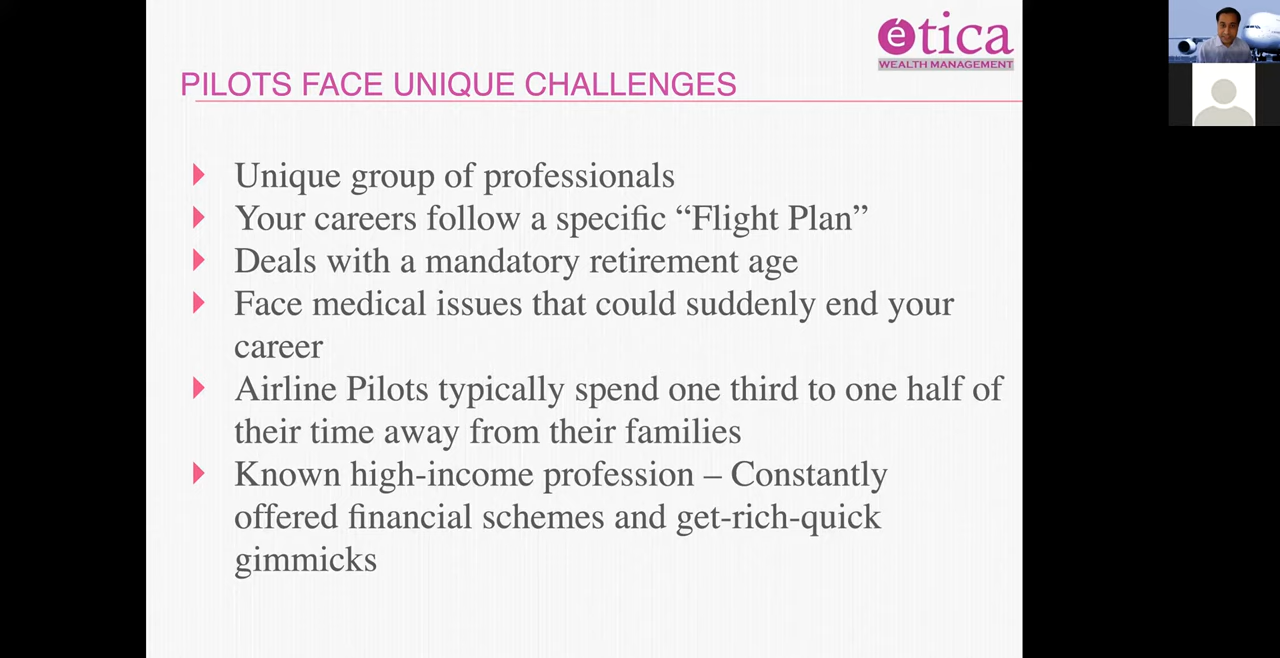 ética
WEALTH MANAGEMENT
PILOTS FACE UNIQUE CHALLENGES
Unique group of professionals
Your careers follow a specific “Flight Plan”
Deals with a mandatory retirement age
Face medical issues that could suddenly end your
career
Airline Pilots typically spend one third to one half of
their time away from their families
Known high-income profession – Constantly
offered financial schemes and get-rich-quick
gimmicks